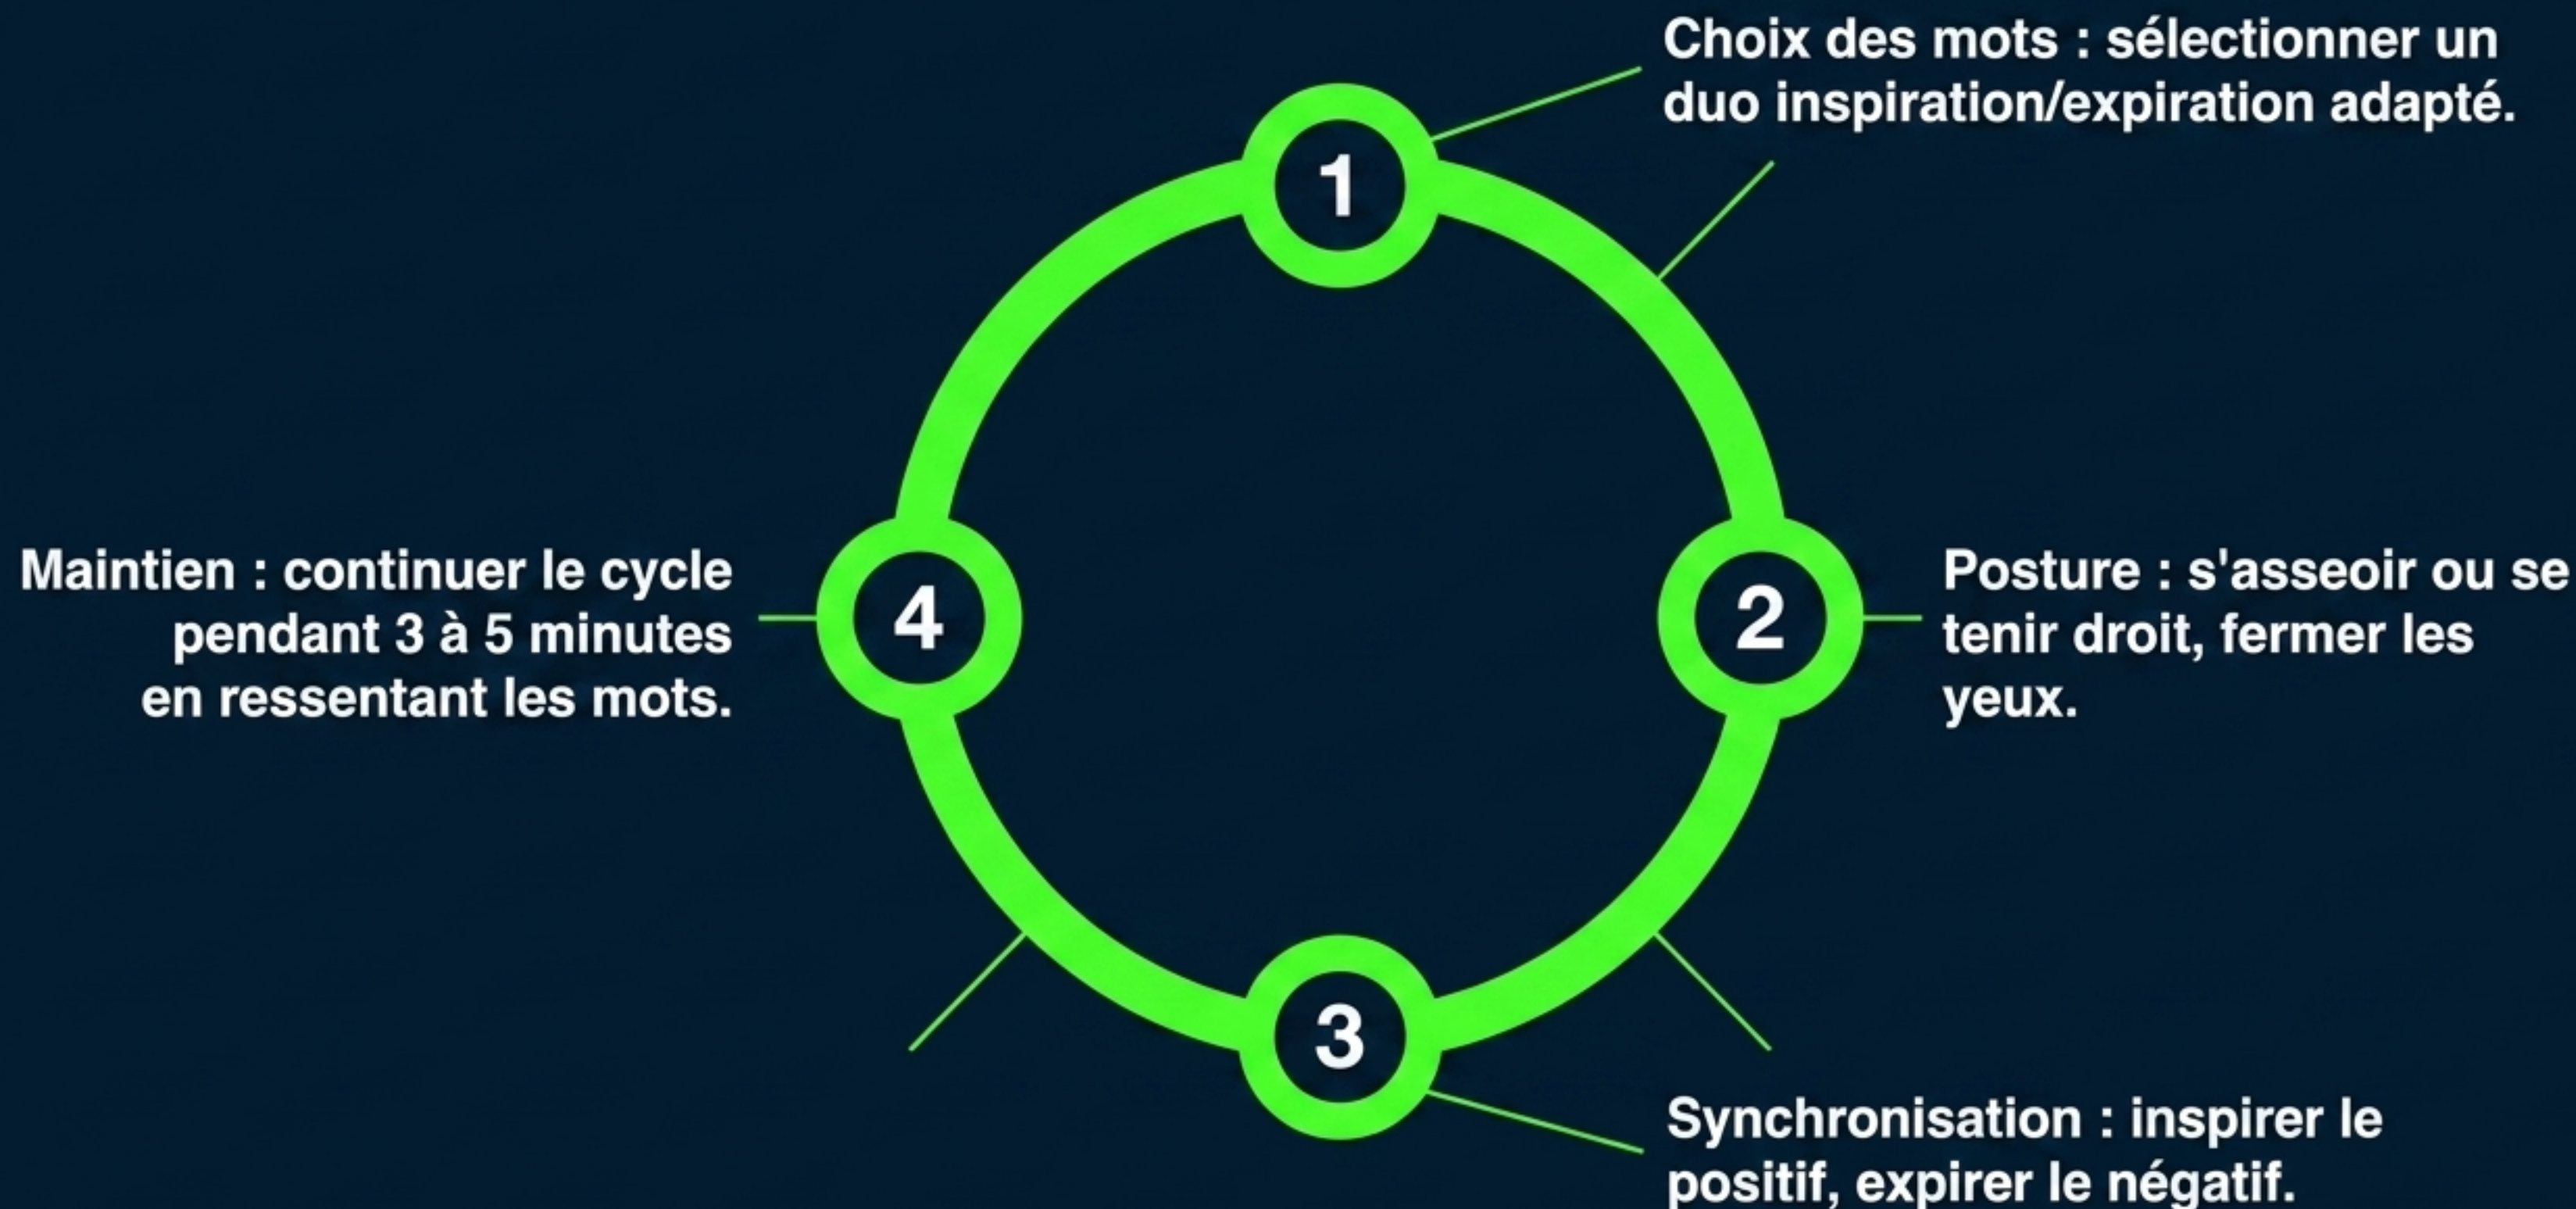 Choix des mots : sélectionner un
duo inspiration/expiration adapté.
1
2
Posture : s'asseoir ou se
tenir droit, fermer les
yeux.
3
Synchronisation : inspirer le
positif, expirer le négatif.
4
Maintien : continuer le cycle
pendant 3 à 5 minutes
en ressentant les mots.